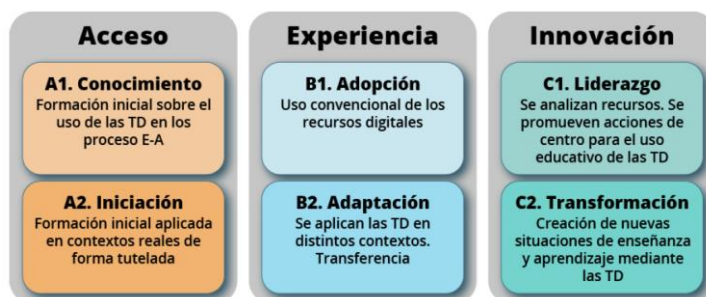 Acceso
A1. Conocimiento
Formación inicial sobre el
uso de las TD en los
proceso E-A
A2. Iniciación
Formación inicial aplicada
en contextos reales de
forma tutelada
Experiencia
B1. Adopción
Uso convencional de los
recursos digitales
B2. Adaptación
Se aplican las TD en
distintos contextos.
Transferencia
Innovación
C1. Liderazgo
Se analizan recursos. Se
promueven acciones de
centro para el uso
educativo de las TD
C2. Transformación
Creación de nuevas
situaciones de enseñanza
y aprendizaje mediante
las TD